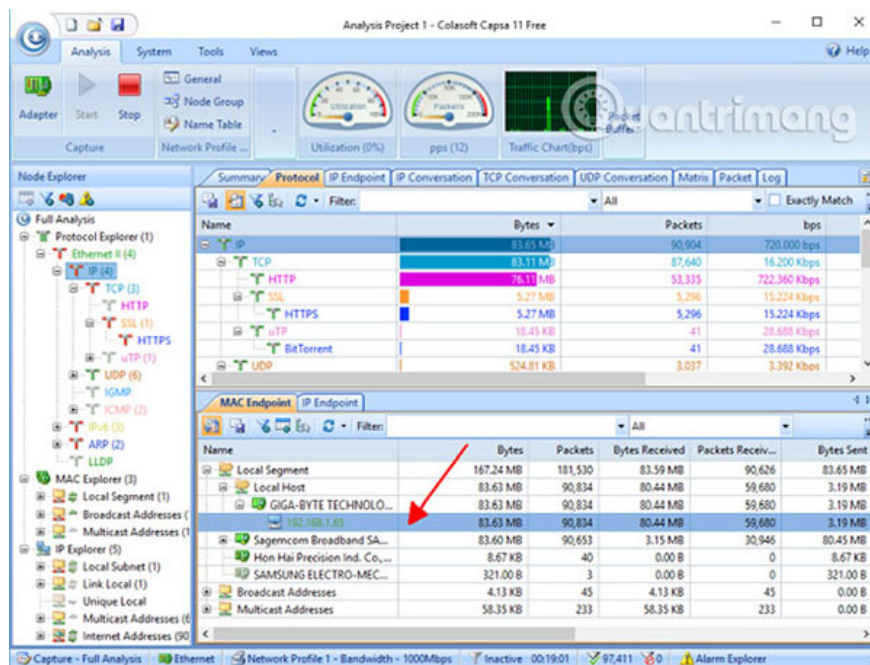 Analysis Project 1 - Colasoft Capsa 11 Free
Analysis System Tools Views Help
Adapter Start Stop
General
Node Group
Name Table
Utilization
Packets
Packet
Buffer
Capture Network Profile ... Utilization (0%) pps (12) Traffic Chart(bps)
uantrimang
Node Explorer
Summary Protocol IP Endpoint IP Conversation TCP Conversation UDP Conversation Matrix Packet Log
Filter: All Exactly Match
Full Analysis
Protocol Explorer (1)
Ethernet II (4)
IP (4)
TCP (3)
HTTP
SSL (1)
HTTPS
uTP (1)
UDP (6)
IGMP
ICMP (2)
IPv6 (3)
ARP (2)
LLDP
MAC Explorer (3)
Local Segment (1)
Broadcast Addresses (
Multicast Addresses (1
IP Explorer (5)
Local Subnet (1)
Link Local (1)
Unique Local
Multicast Addresses (6
Internet Addresses (90
Name Bytes Packets bps
IP 83.65 MB 90,904 720.000 bps
TCP 83.11 MB 87,640 16.200 Kbps
HTTP 76.11 MB 53,335 722.360 Kbps
SSL 5.27 MB 5,296 15.224 Kbps
HTTPS 5.27 MB 5,296 15.224 Kbps
uTP 18.45 KB 41 28.688 Kbps
BitTorrent 18.45 KB 41 28.688 Kbps
UDP 524.81 KB 3,037 3.392 Kbps
MAC Endpoint IP Endpoint
Filter: All
Name Bytes Packets Bytes Received Packets Receiv... Bytes Sent
Local Segment 167.24 MB 181,530 83.59 MB 90,626 83.65 MB
Local Host 83.63 MB 90,834 80.44 MB 59,680 3.19 MB
GIGA-BYTE TECHNOLO... 83.63 MB 90,834 80.44 MB 59,680 3.19 MB
192.168.1.65 83.63 MB 90,834 80.44 MB 59,680 3.19 MB
Sagemcom Broadband SA... 83.60 MB 90,653 3.15 MB 30,946 80.45 MB
Hon Hai Precision Ind. Co.,... 8.67 KB 40 0.00 B 0 8.67 KB
SAMSUNG ELECTRO-MEC... 321.00 B 3 0.00 B 0 321.00 B
Broadcast Addresses 4.13 KB 45 4.13 KB 45 0.00 B
Multicast Addresses 58.35 KB 233 58.35 KB 233 0.00 B
Capture - Full Analysis Ethernet Network Profile 1 - Bandwidth - 1000Mbps Inactive 00:19:01 97,411 0 Alarm Explorer